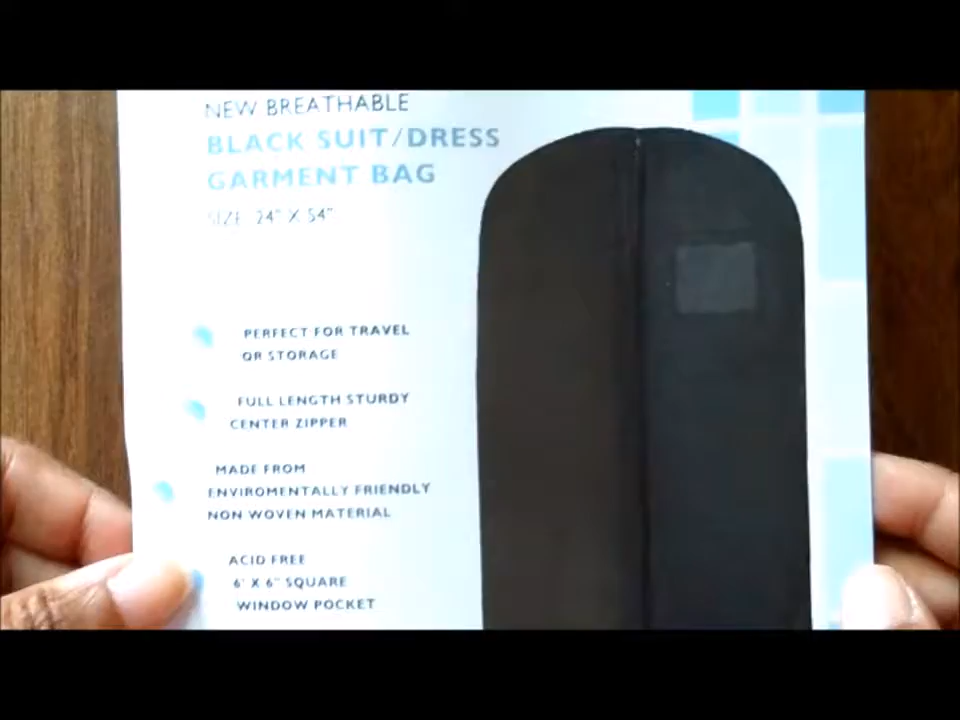 NEW BREATHABLE
BLACK SUIT/DRESS
GARMENT BAG
SIZE 24" X 54"
PERFECT FOR TRAVEL
OR STORAGE
FULL LENGTH STURDY
CENTER ZIPPER
MADE FROM
ENVIROMENTALLY FRIENDLY
NON WOVEN MATERIAL
ACID FREE
6' X 6" SQUARE
WINDOW POCKET